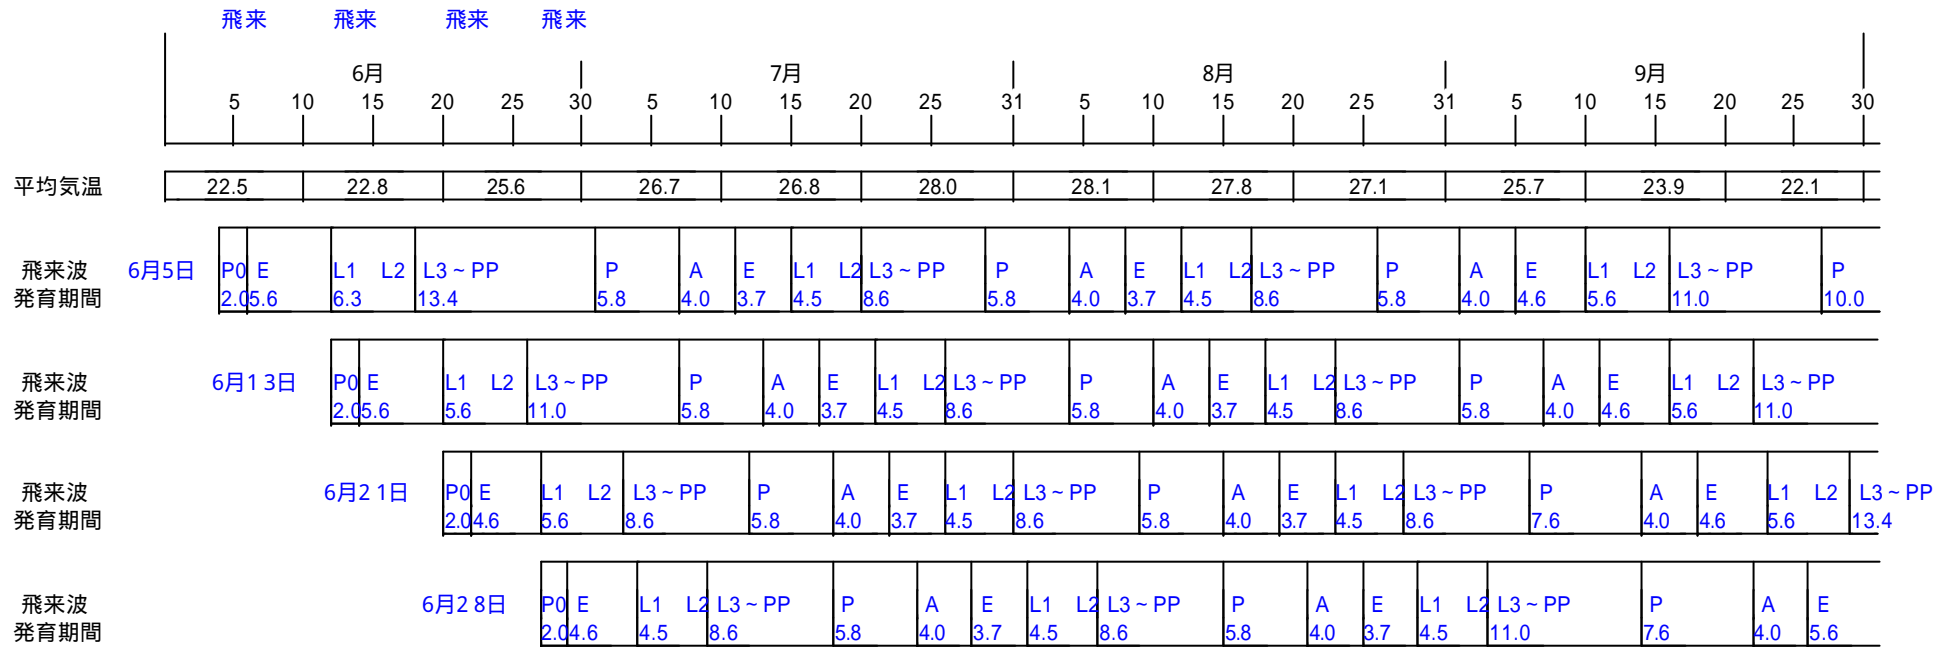 飛来 飛来 飛来 飛来
6月 7月 8月 9月
5 10 15 20 25 30 5 10 15 20 25 31 5 10 15 20 25 31 5 10 15 20 25 30
平均気温 22.5 22.8 25.6 26.7 26.8 28.0 28.1 27.8 27.1 25.7 23.9 22.1
飛来波 6月5日 P0 E L1 L2 L3~PP P A E L1 L2 L3~PP P A E L1 L2 L3~PP P A E L1 L2 L3~PP P
発育期間 2.0 5.6 6.3 13.4 5.8 4.0 3.7 4.5 8.6 5.8 4.0 3.7 4.5 8.6 5.8 4.0 4.6 5.6 11.0 10.0
飛来波 6月13日 P0 E L1 L2 L3~PP P A E L1 L2 L3~PP P A E L1 L2 L3~PP P A E L1 L2 L3~PP
発育期間 2.0 5.6 5.6 11.0 5.8 4.0 3.7 4.5 8.6 5.8 4.0 3.7 4.5 8.6 5.8 4.0 4.6 5.6 11.0
飛来波 6月21日 P0 E L1 L2 L3~PP P A E L1 L2 L3~PP P A E L1 L2 L3~PP P A E L1 L2 L3~PP
発育期間 2.0 4.6 5.6 8.6 5.8 4.0 3.7 4.5 8.6 5.8 4.0 3.7 4.5 8.6 7.6 4.0 4.6 5.6 13.4
飛来波 6月28日 P0 E L1 L2 L3~PP P A E L1 L2 L3~PP P A E L1 L2 L3~PP P A E
発育期間 2.0 4.6 4.5 8.6 5.8 4.0 3.7 4.5 8.6 5.8 4.0 3.7 4.5 11.0 7.6 4.0 5.6